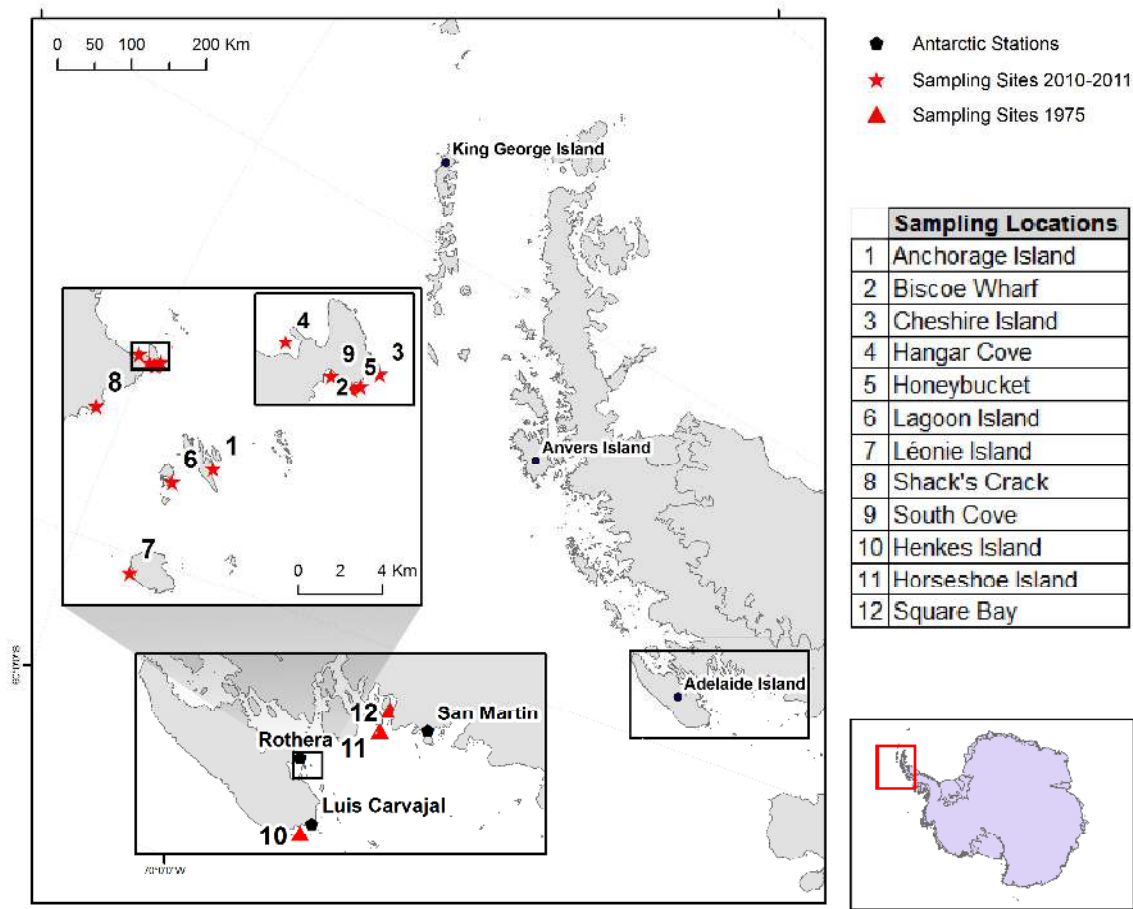 0 50 100 200 Km
Antarctic Stations
Sampling Sites 2010-2011
Sampling Sites 1975
King George Island
Sampling Locations
1 Anchorage Island
2 Biscoe Wharf
3 Cheshire Island
4 Hangar Cove
5 Honeybucket
6 Lagoon Island
7 Léonie Island
8 Shack's Crack
9 South Cove
10 Henkes Island
11 Horseshoe Island
12 Square Bay
4
9
3
5
2
8
1
6
7
0 2 4 Km
Anvers Island
Adelaide Island
12
San Martin
11
Rothera
Luis Carvajal
10
70°0'0"W